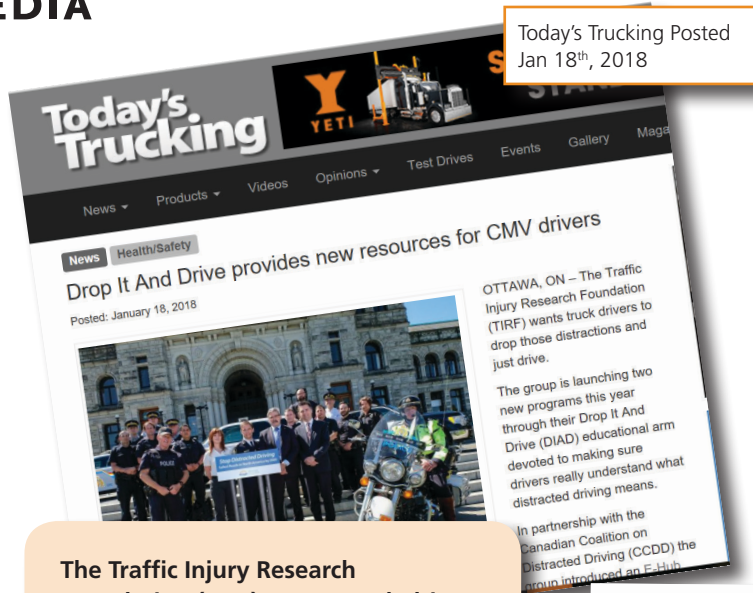 EDIA
Today's Trucking Posted
Jan 18th, 2018
Today's
Trucking
YETI
News
Products
Videos
Opinions
Test Drives
Events
Gallery
Maga
News
Health/Safety
Drop It And Drive provides new resources for CMV drivers
Posted: January 18, 2018
POLICE
Stop Distracted Driving
OTTAWA, ON – The Traffic
Injury Research Foundation
(TIRF) wants truck drivers to
drop those distractions and
just drive.
The group is launching two
new programs this year
through their Drop It And
Drive (DIAD) educational arm
devoted to making sure
drivers really understand what
distracted driving means.
In partnership with the
Canadian Coalition on
Distracted Driving (CCDD) the
group introduced an E-Hub
The Traffic Injury Research